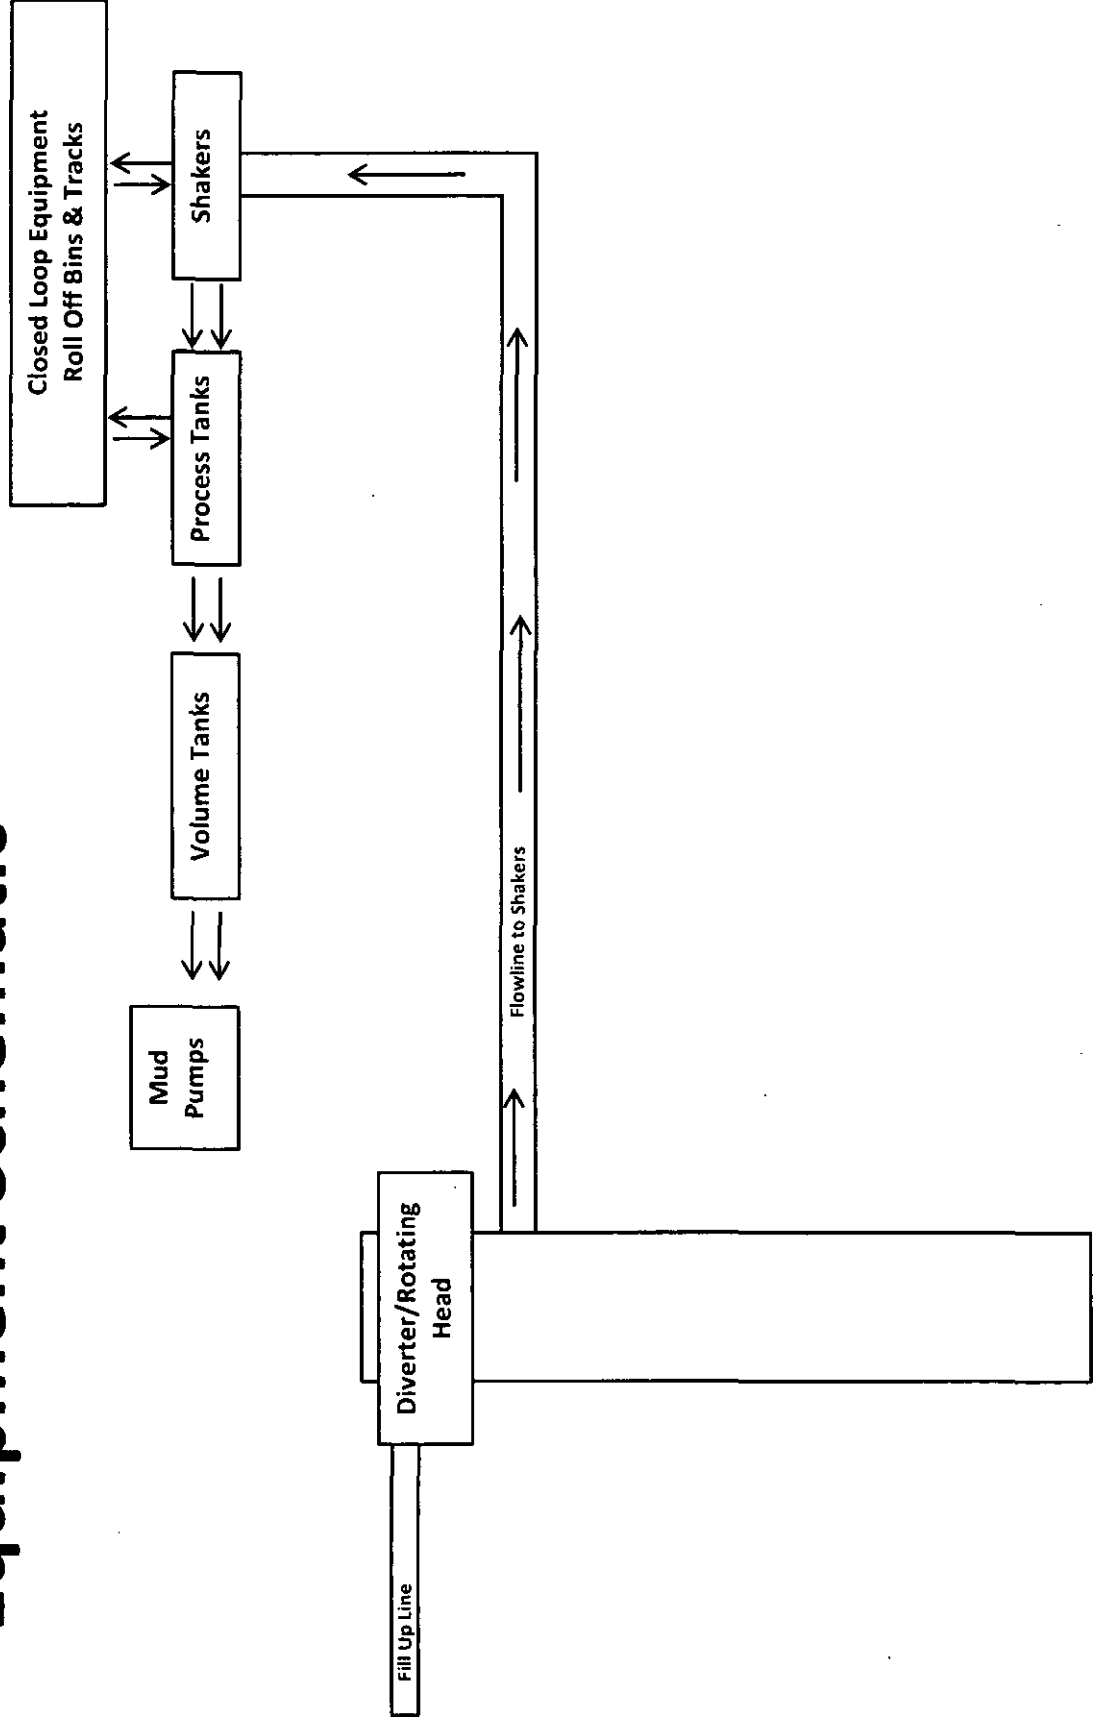 Closed Loop Equipment
Roll Off Bins & Tracks
Mud
Pumps
Volume Tanks
Process Tanks
Shakers
Fill Up Line
Diverter/Rotating
Head
Flowline to Shakers